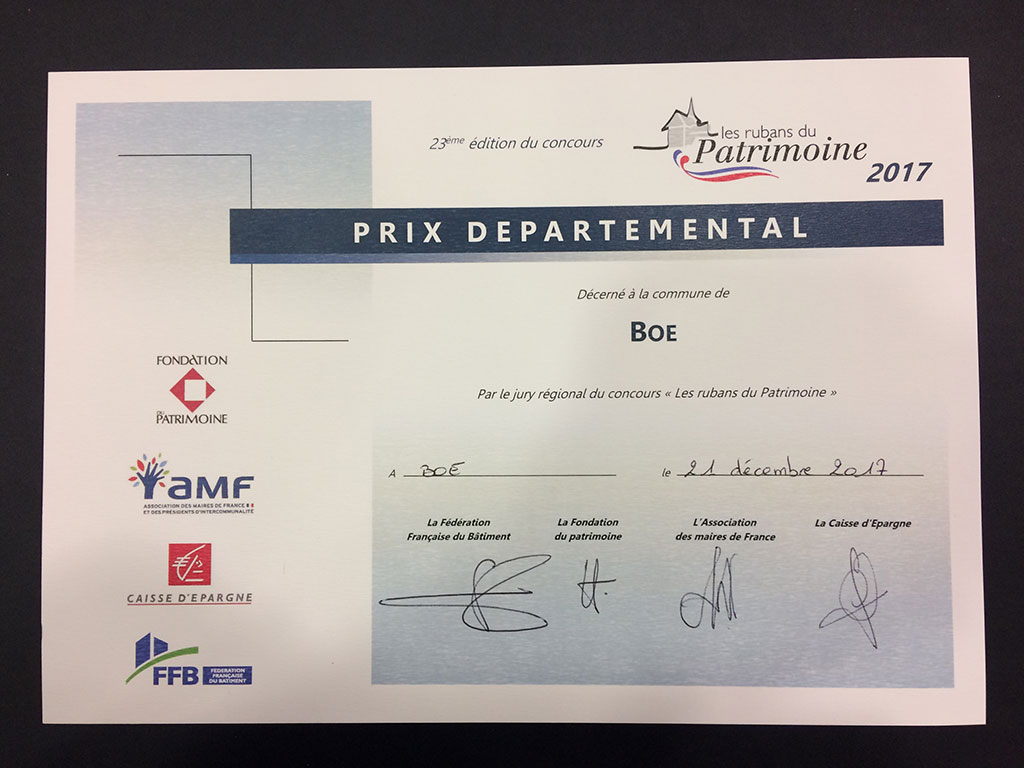 23ème édition du concours
les rubans du
Patrimoine
2017
PRIX DEPARTEMENTAL
Décerné à la commune de
BOE
Par le jury régional du concours « Les rubans du Patrimoine »
A BOE le 21 décembre 2017
La Fédération
Française du Bâtiment
La Fondation
du patrimoine
L'Association
des maires de France
La Caisse d'Epargne
FONDATION
DU
PATRIMOINE
AMF
ASSOCIATION DES MAIRES DE FRANCE
ET DES PRÉSIDENTS D'INTERCOMMUNALITÉ
CAISSE D'EPARGNE
FFB
FEDERATION
FRANÇAISE
DU BATIMENT